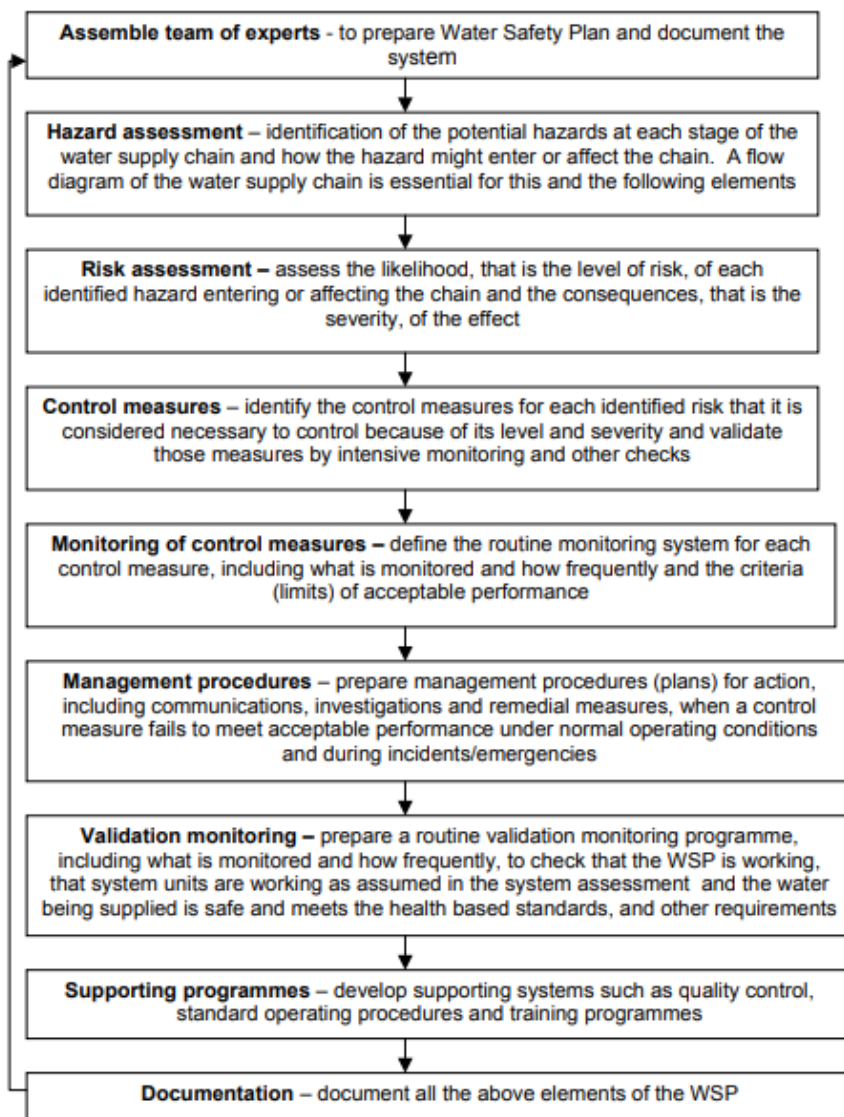 Assemble team of experts - to prepare Water Safety Plan and document the
system
Hazard assessment – identification of the potential hazards at each stage of the
water supply chain and how the hazard might enter or affect the chain.  A flow
diagram of the water supply chain is essential for this and the following elements
Risk assessment – assess the likelihood, that is the level of risk, of each
identified hazard entering or affecting the chain and the consequences, that is the
severity, of the effect
Control measures – identify the control measures for each identified risk that it is
considered necessary to control because of its level and severity and validate
those measures by intensive monitoring and other checks
Monitoring of control measures – define the routine monitoring system for each
control measure, including what is monitored and how frequently and the criteria
(limits) of acceptable performance
Management procedures – prepare management procedures (plans) for action,
including communications, investigations and remedial measures, when a control
measure fails to meet acceptable performance under normal operating conditions
and during incidents/emergencies
Validation monitoring – prepare a routine validation monitoring programme,
including what is monitored and how frequently, to check that the WSP is working,
that system units are working as assumed in the system assessment  and the water
being supplied is safe and meets the health based standards, and other requirements
Supporting programmes – develop supporting systems such as quality control,
standard operating procedures and training programmes
Documentation – document all the above elements of the WSP